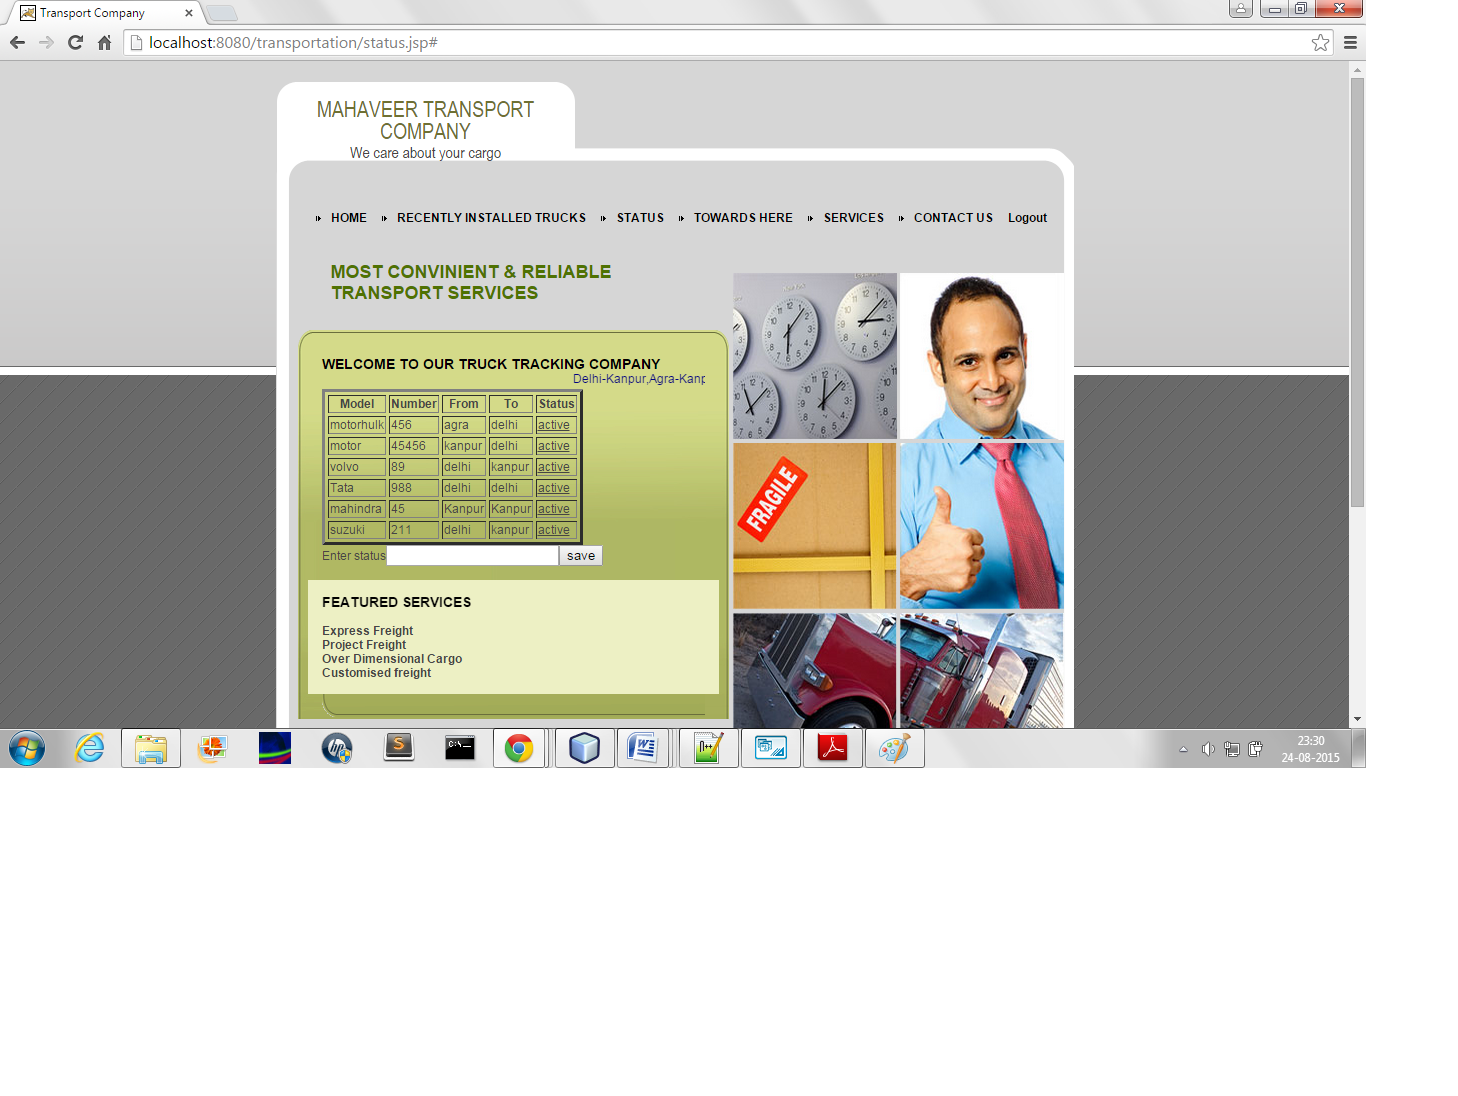 Transport Company
localhost:8080/transportation/status.jsp#
MAHAVEER TRANSPORT
COMPANY
We care about your cargo
HOME RECENTLY INSTALLED TRUCKS STATUS TOWARDS HERE SERVICES CONTACT US Logout
MOST CONVINIENT & RELIABLE
TRANSPORT SERVICES
WELCOME TO OUR TRUCK TRACKING COMPANY
Delhi-Kanpur,Agra-Kanp
Model Number From To Status
motorhulk 456 agra delhi active
motor 45456 kanpur delhi active
volvo 89 delhi kanpur active
Tata 988 delhi delhi active
mahindra 45 Kanpur Kanpur active
suzuki 211 delhi kanpur active
Enter status save
FEATURED SERVICES
Express Freight
Project Freight
Over Dimensional Cargo
Customised freight
FRAGILE
23:30
24-08-2015